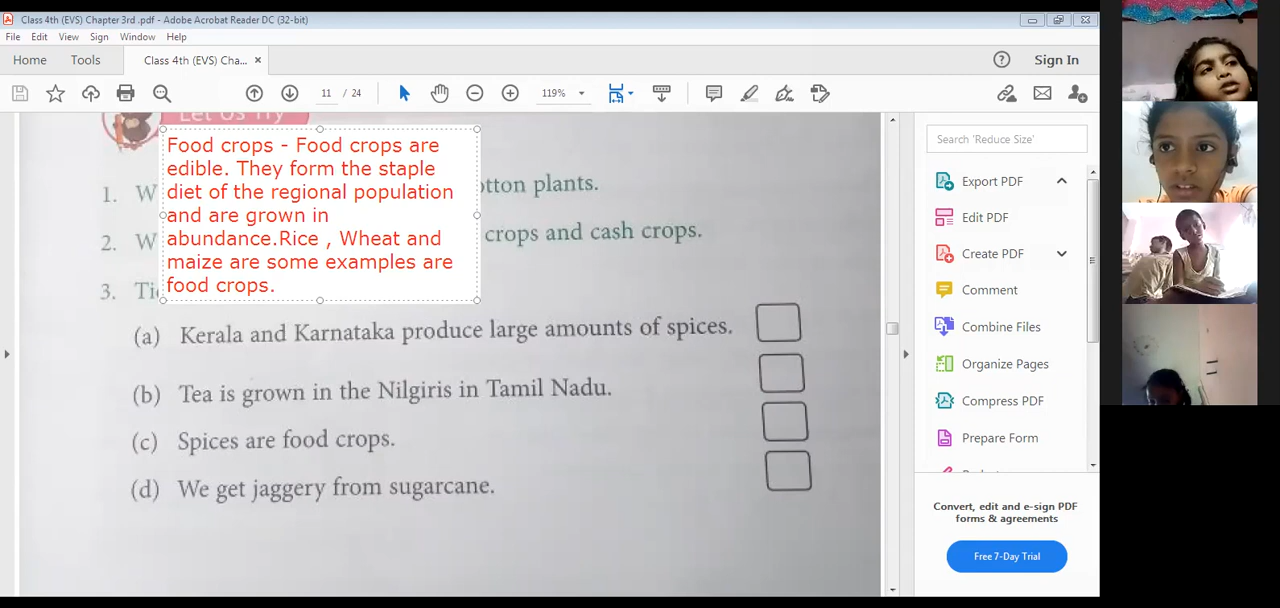 Class 4th (EVS) Chapter 3rd .pdf - Adobe Acrobat Reader DC (32-bit)
File Edit View Sign Window Help
Home Tools Class 4th (EVS) Cha... × Sign In
11 / 24 119%
Let Us Try
Food crops - Food crops are
edible. They form the staple
diet of the regional population
and are grown in
abundance.Rice , Wheat and
maize are some examples are
food crops.
1. W otton plants.
2. W crops and cash crops.
3. Ti
(a) Kerala and Karnataka produce large amounts of spices.
(b) Tea is grown in the Nilgiris in Tamil Nadu.
(c) Spices are food crops.
(d) We get jaggery from sugarcane.
Search 'Reduce Size'
Export PDF
Edit PDF
Create PDF
Comment
Combine Files
Organize Pages
Compress PDF
Prepare Form
Convert, edit and e-sign PDF
forms & agreements
Free 7-Day Trial